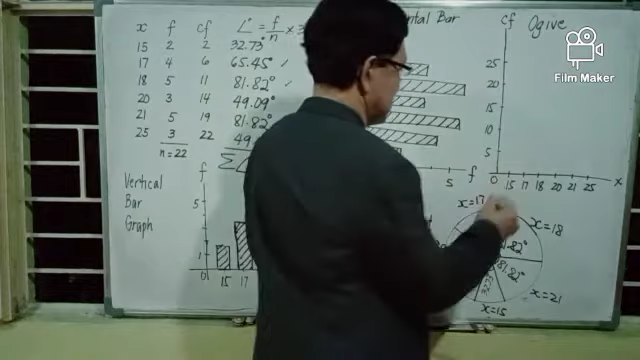 x f cf ∠° = f/n × 3
15 2 2 32.73°
17 4 6 65.45°
18 5 11 81.82°
20 3 14 49.09°
21 5 19 81.82°
25 3 22 49
n = 22
Σ
Vertical
Bar
Graph
f
5
1
0
15 17
ntal Bar
5 f
cf Ogive
25
20
15
10
5
0 15 17 18 20 21 25 x
x=17
x=18
81.82°
x=21
x=15
Film Maker